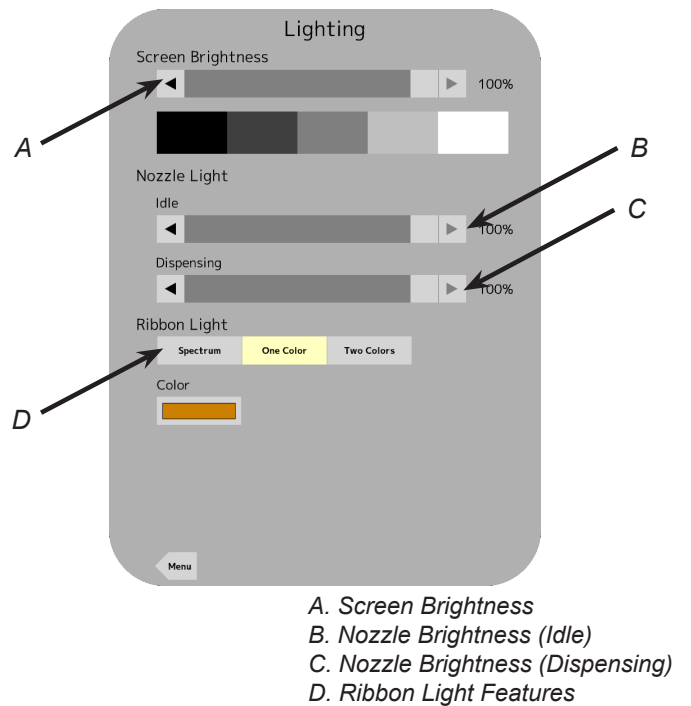 Lighting
Screen Brightness
100%
A
Nozzle Light
B
Idle
100%
C
Dispensing
100%
Ribbon Light
Spectrum One Color Two Colors
Color
D
Menu
A. Screen Brightness
B. Nozzle Brightness (Idle)
C. Nozzle Brightness (Dispensing)
D. Ribbon Light Features